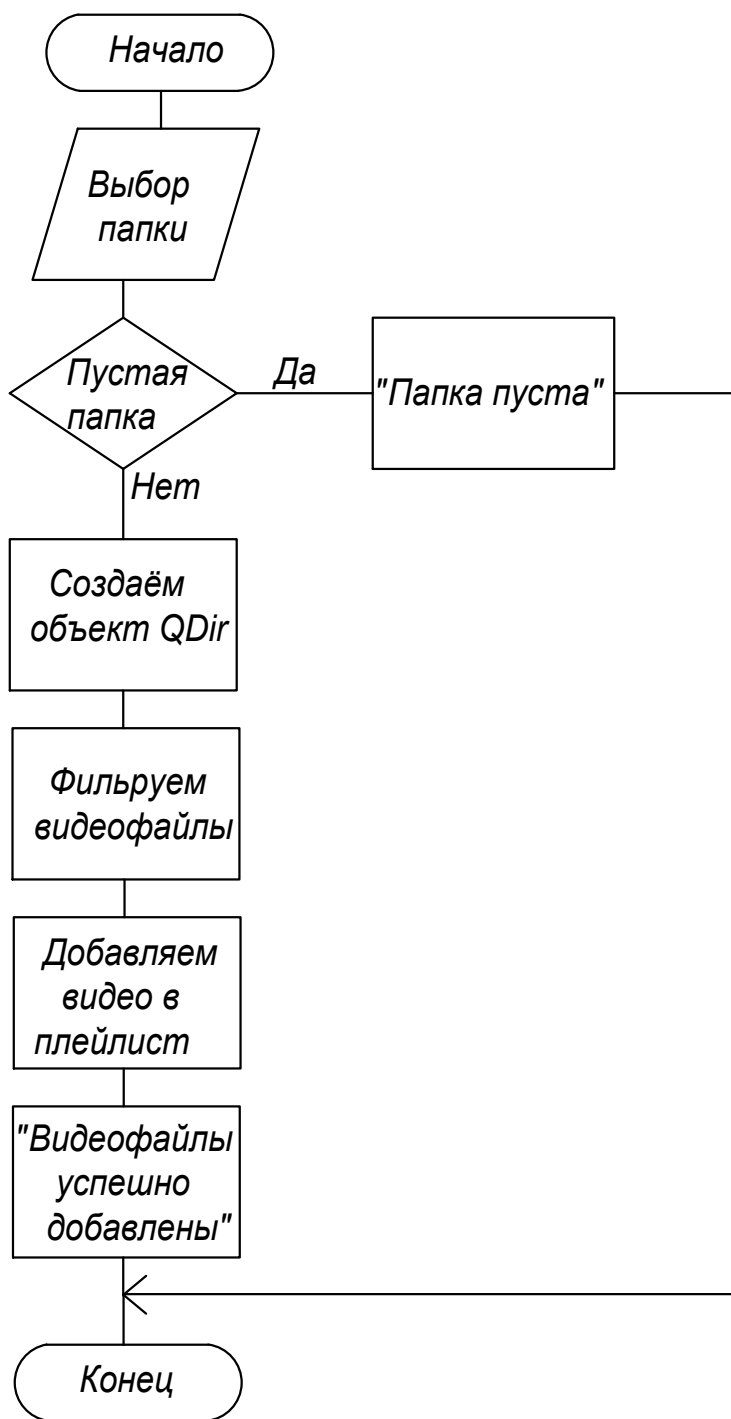 Начало
Выбор
папки
Пустая
папка
Да
"Папка пуста"
Нет
Создаём
объект QDir
Фильруем
видеофайлы
Добавляем
видео в
плейлист
"Видеофайлы
успешно
добавлены"
Конец